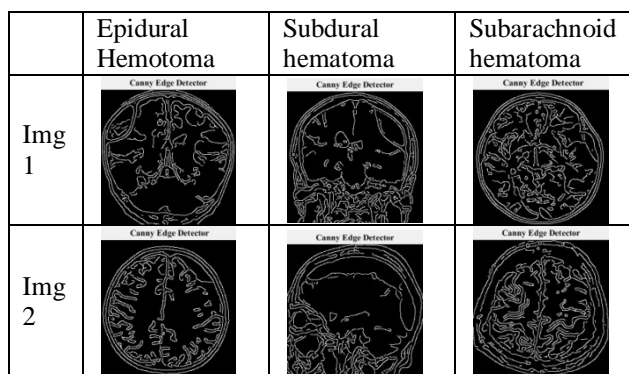 Epidural
Hemotoma
Subdural
hematoma
Subarachnoid
hematoma
Img
1
Canny Edge Detector
Canny Edge Detector
Canny Edge Detector
Img
2
Canny Edge Detector
Canny Edge Detector
Canny Edge Detector